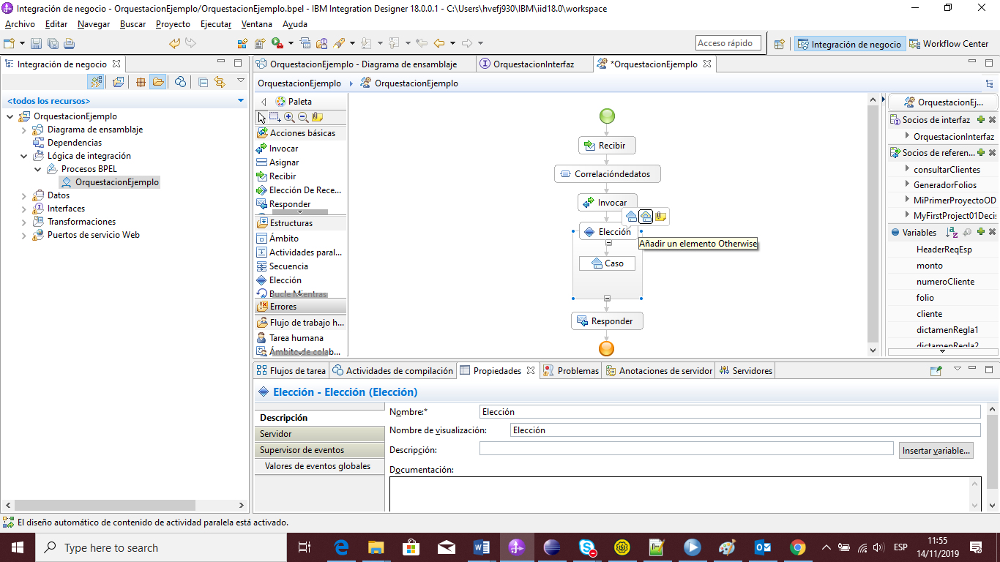 Integración de negocio - OrquestacionEjemplo/OrquestacionEjemplo.bpel - IBM Integration Designer 18.0.0.1 - C:\Users\hvefj930\IBM\iid18.0\workspace
Archivo Editar Navegar Buscar Proyecto Ejecutar Ventana Ayuda
Acceso rápido
Integración de negocio
Workflow Center
Integración de negocio
<todos los recursos>
OrquestacionEjemplo
Diagrama de ensamblaje
Dependencias
Lógica de integración
Procesos BPEL
OrquestacionEjemplo
Datos
Interfaces
Transformaciones
Puertos de servicio Web
OrquestacionEjemplo - Diagrama de ensamblaje
OrquestacionInterfaz
*OrquestacionEjemplo
OrquestacionEjemplo
OrquestacionEjemplo
Paleta
Acciones básicas
Invocar
Asignar
Recibir
Elección De Rece...
Responder
Estructuras
Ámbito
Actividades paral...
Secuencia
Elección
Bucle Mientras
Errores
Flujo de trabajo h...
Tarea humana
Ámbito de colab...
Recibir
Correlacióndedatos
Invocar
Elección
Añadir un elemento Otherwise
Caso
Responder
OrquestacionEj...
Socios de interfaz
OrquestacionInterfaz
Socios de referen...
consultarClientes
GeneradorFolios
MiPrimerProyectoOD
MyFirstProject01Decis
Variables
HeaderReqEsp
monto
numeroCliente
folio
cliente
dictamenRegla1
dictamenRegla2
Flujos de tarea
Actividades de compilación
Propiedades
Problemas
Anotaciones de servidor
Servidores
Elección - Elección (Elección)
Descripción
Servidor
Supervisor de eventos
Valores de eventos globales
Nombre:* Elección
Nombre de visualización: Elección
Descripción:
Insertar variable...
Documentación:
El diseño automático de contenido de actividad paralela está activado.
Type here to search
ESP
11:55
14/11/2019